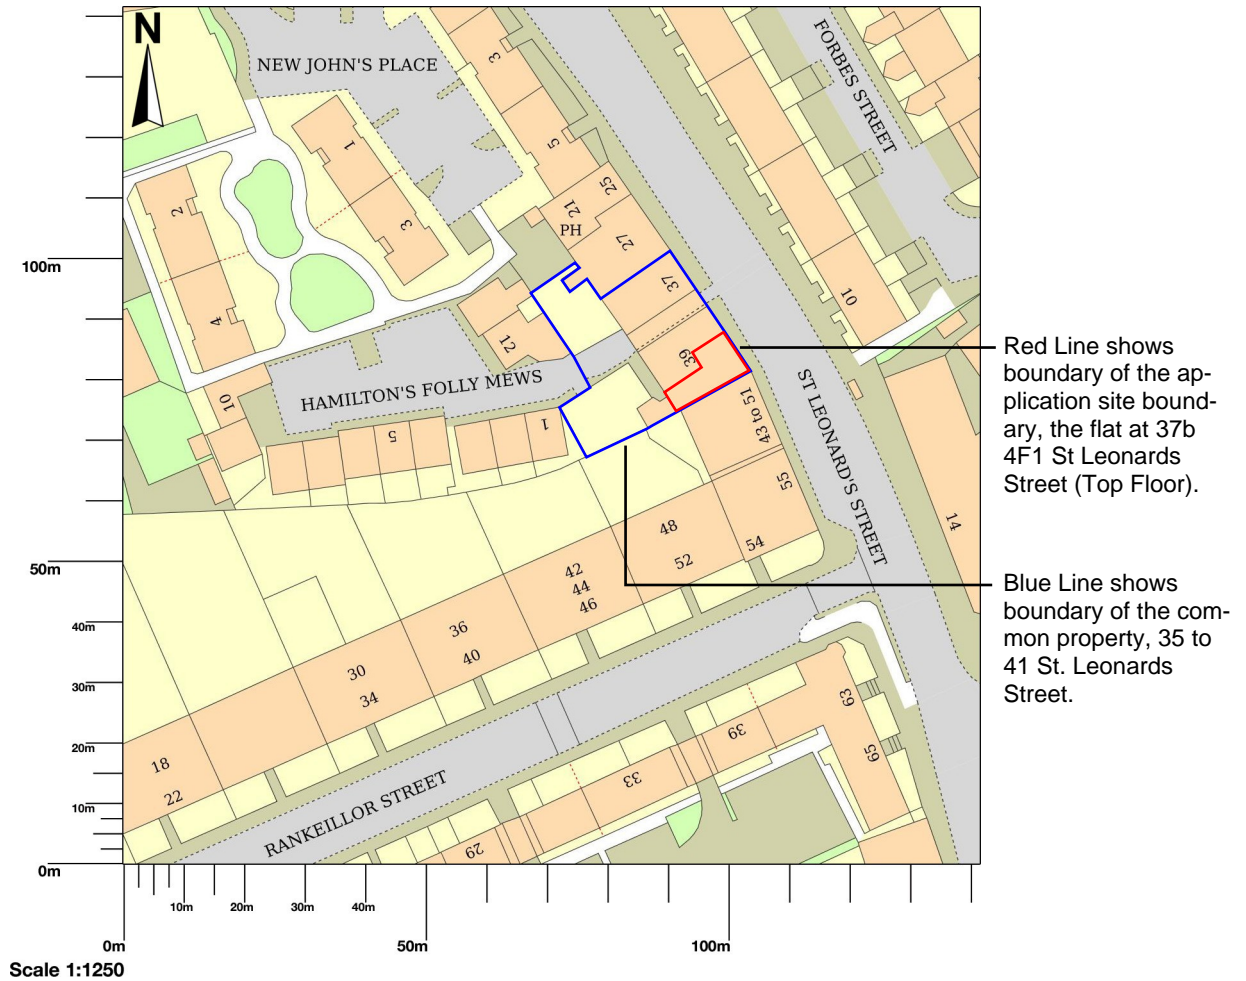 N
NEW JOHN'S PLACE
FORBES STREET
3
1
5
25
21
PH
2
3
27
100m
37
10
4
12
39
Red Line shows
boundary of the ap-
plication site bound-
ary, the flat at 37b
4F1 St Leonards
Street (Top Floor).
HAMILTON'S FOLLY MEWS
ST LEONARD'S STREET
10
5
1
43 to 51
55
14
48
54
52
50m
42
44
46
Blue Line shows
boundary of the com-
mon property, 35 to
41 St. Leonards
Street.
40m
36
40
30
34
30m
63
39
65
20m
18
22
33
10m
RANKEILLOR STREET
29
0m
10m
20m
30m
40m
0m
50m
100m
Scale 1:1250